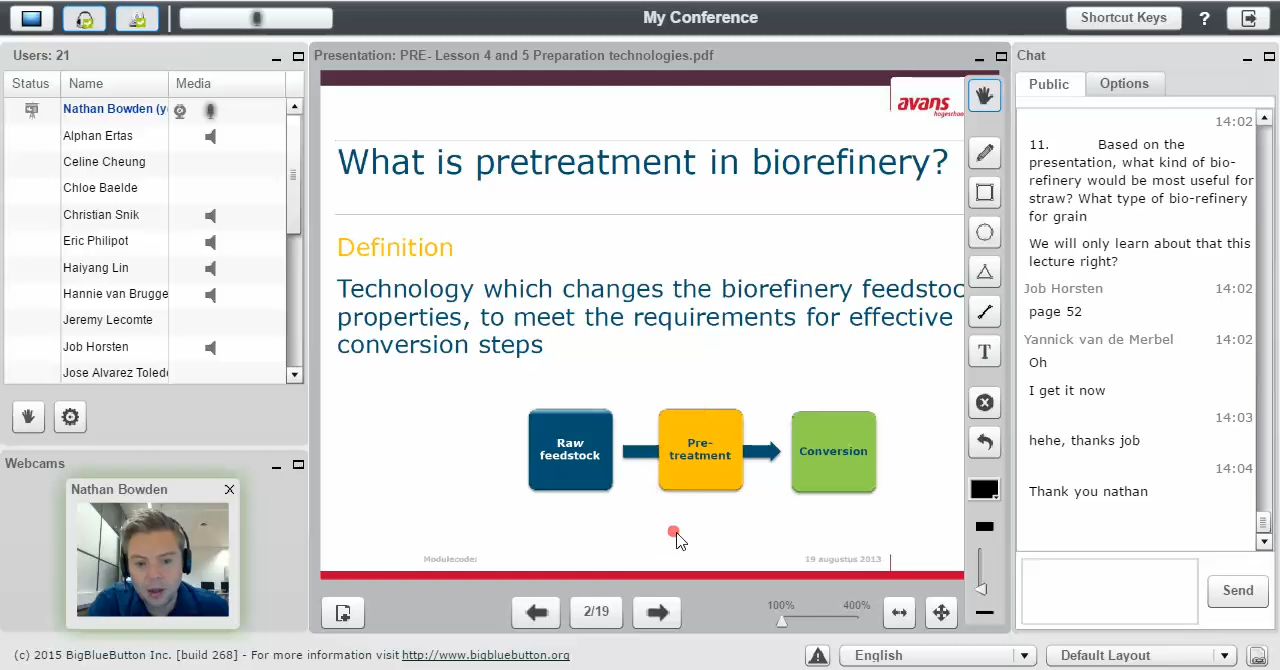 My Conference
Shortcut Keys
?
Users: 21
Status Name Media
Nathan Bowden (y
Alphan Ertas
Celine Cheung
Chloe Baelde
Christian Snik
Eric Philipot
Haiyang Lin
Hannie van Brugge
Jeremy Lecomte
Job Horsten
Jose Alvarez Toled
Webcams
Nathan Bowden
Presentation: PRE- Lesson 4 and 5 Preparation technologies.pdf
avans
hogeschool
What is pretreatment in biorefinery?
Definition
Technology which changes the biorefinery feedstoc
properties, to meet the requirements for effective
conversion steps
Raw
feedstock
Pre-
treatment
Conversion
Modulecode:
19 augustus 2013
T
2/19
100%
400%
Chat
Public
Options
14:02
11. Based on the
presentation, what kind of bio-
refinery would be most useful for
straw? What type of bio-refinery
for grain
We will only learn about that this
lecture right?
Job Horsten 14:02
page 52
Yannick van de Merbel 14:02
Oh
I get it now
14:03
hehe, thanks job
14:04
Thank you nathan
Send
(c) 2015 BigBlueButton Inc. [build 268] - For more information visit http://www.bigbluebutton.org
English
Default Layout